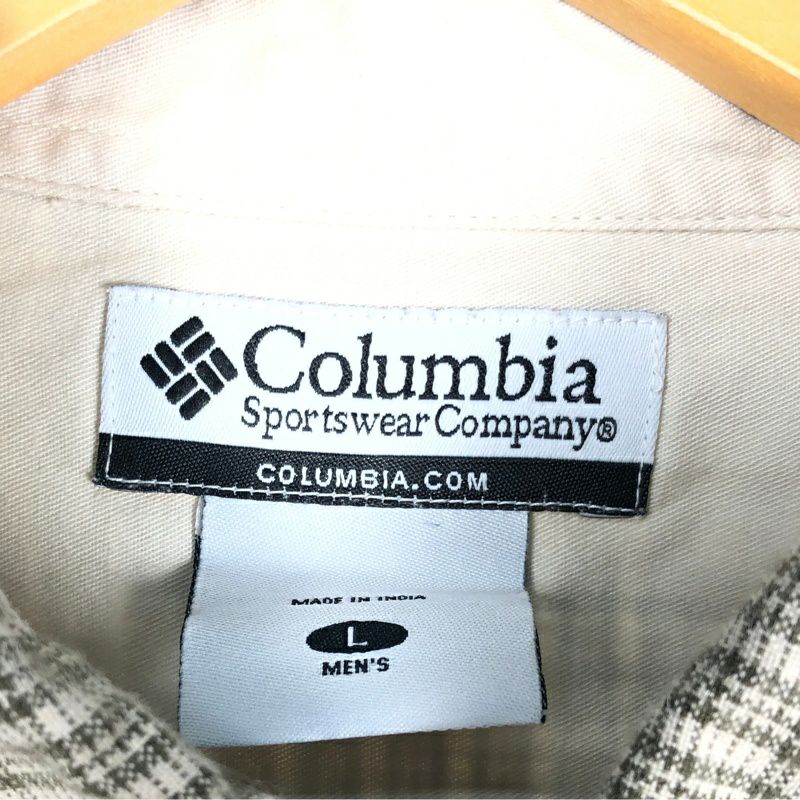 Columbia
Sportswear Company®
COLUMBIA.COM
MADE IN INDIA
L
MEN'S